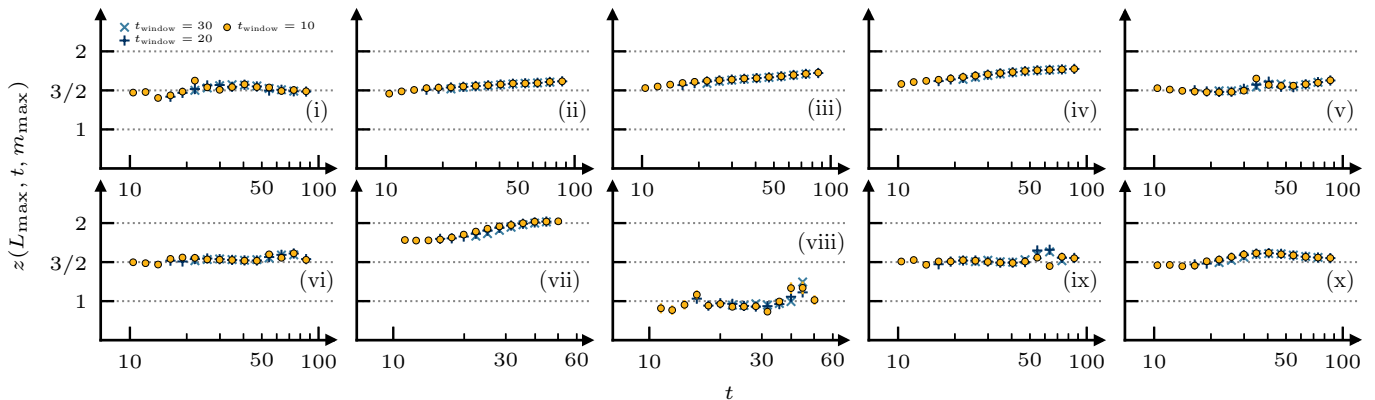 t_window = 30
t_window = 10
t_window = 20
2
3/2
1
(i)
(ii)
(iii)
(iv)
(v)
10
50
100
10
50
100
10
50
100
10
50
100
10
50
100
z(L_max, t, m_max)
2
3/2
1
(vi)
(vii)
(viii)
(ix)
(x)
10
50
100
10
30
60
10
30
60
10
50
100
10
50
100
t